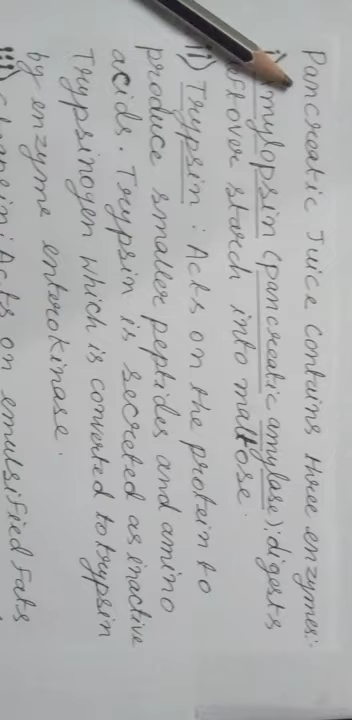 Pancreatic Juice contains three enzymes:
i) Amylopsin (pancreatic amylase): digests
leftover starch into maltose.
ii) Trypsin : Acts on the protein to
produce smaller peptides and amino
acids. Trypsin is secreted as inactive
Trypsinogen which is converted to trypsin
by enzyme enterokinase.
iii) : Acts on emulsified fats